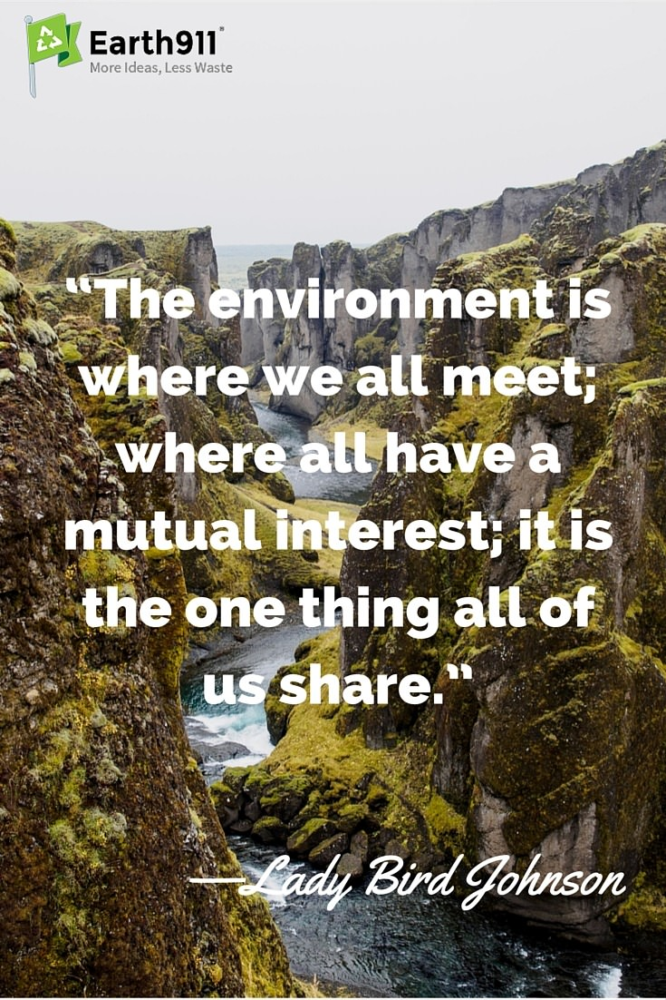 Earth911®
More Ideas, Less Waste
“The environment is
where we all meet;
where all have a
mutual interest; it is
the one thing all of
us share.”
—Lady Bird Johnson